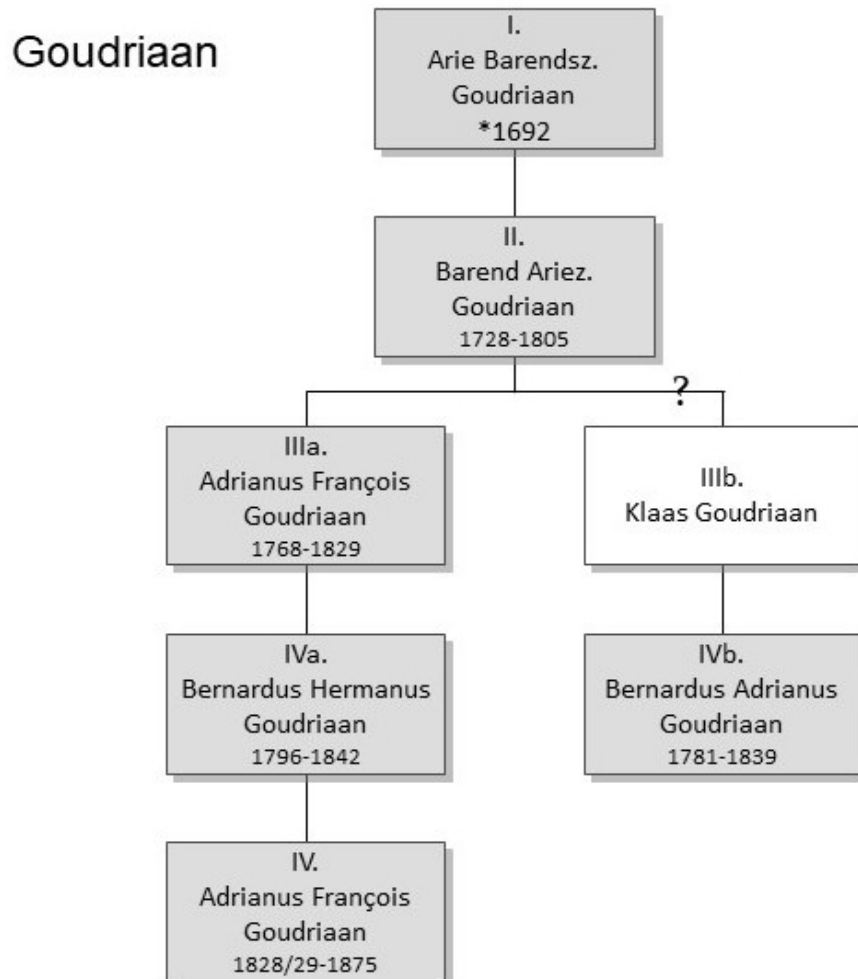 Goudriaan
I.
Arie Barendsz.
Goudriaan
*1692
II.
Barend Ariez.
Goudriaan
1728-1805
?
IIIa.
Adrianus François
Goudriaan
1768-1829
IIIb.
Klaas Goudriaan
IVa.
Bernardus Hermanus
Goudriaan
1796-1842
IVb.
Bernardus Adrianus
Goudriaan
1781-1839
IV.
Adrianus François
Goudriaan
1828/29-1875